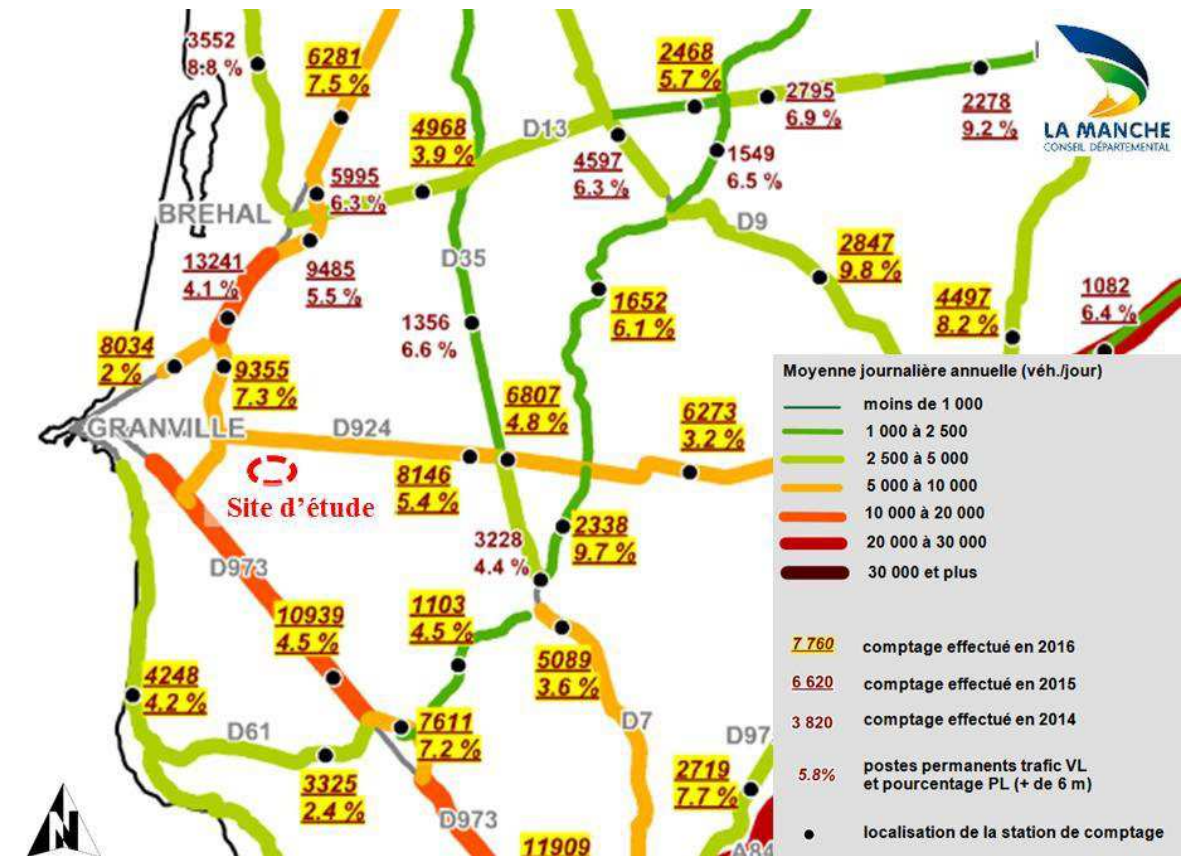 3552
8.8 %
6281
7.5 %
2468
5.7 %
2795
6.9 %
2278
9.2 %
LA MANCHE
CONSEIL DÉPARTEMENTAL
4968
3.9 %
D13
4597
6.3 %
1549
6.5 %
5995
6.3 %
BREHAL
D9
13241
4.1 %
9485
5.5 %
D35
2847
9.8 %
1652
6.1 %
4497
8.2 %
1082
6.4 %
1356
6.6 %
8034
2 %
9355
7.3 %
6807
4.8 %
6273
3.2 %
GRANVILLE
D924
8146
5.4 %
Site d'étude
3228
4.4 %
2338
9.7 %
D973
10939
4.5 %
1103
4.5 %
5089
3.6 %
4248
4.2 %
D61
7611
7.2 %
D7
D97
3325
2.4 %
2719
7.7 %
D973
11909
A84
N
Moyenne journalière annuelle (véh./jour)
moins de 1 000
1 000 à 2 500
2 500 à 5 000
5 000 à 10 000
10 000 à 20 000
20 000 à 30 000
30 000 et plus
7 760 comptage effectué en 2016
6 620 comptage effectué en 2015
3 820 comptage effectué en 2014
5.8% postes permanents trafic VL
et pourcentage PL (+ de 6 m)
localisation de la station de comptage